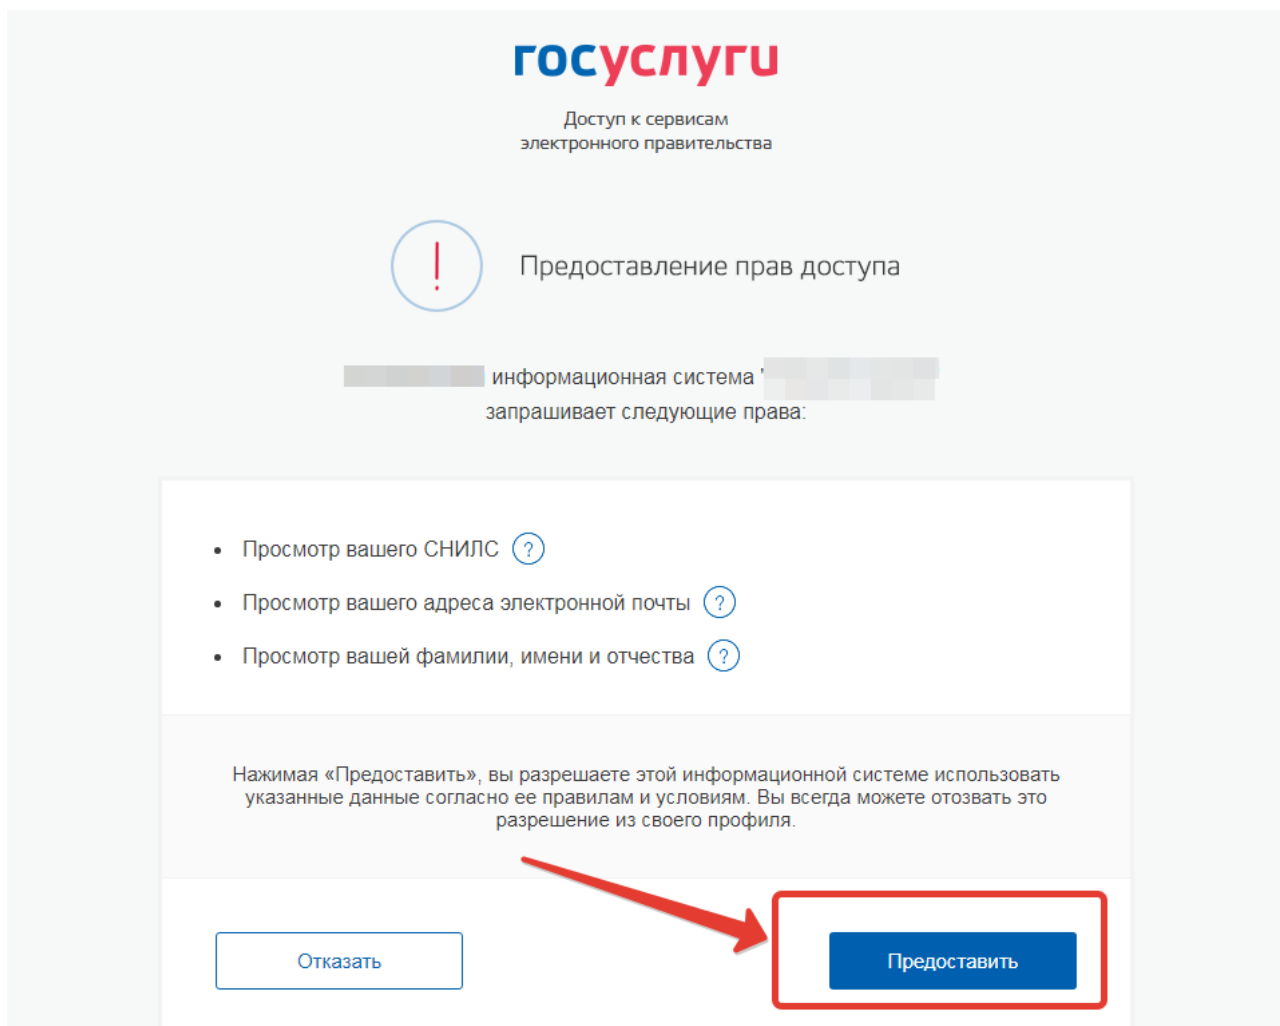 госуслуги
Доступ к сервисам
электронного правительства
!
Предоставление прав доступа
информационная система "
запрашивает следующие права:
• Просмотр вашего СНИЛС ?
• Просмотр вашего адреса электронной почты ?
• Просмотр вашей фамилии, имени и отчества ?
Нажимая «Предоставить», вы разрешаете этой информационной системе использовать
указанные данные согласно ее правилам и условиям. Вы всегда можете отозвать это
разрешение из своего профиля.
Отказать
Предоставить